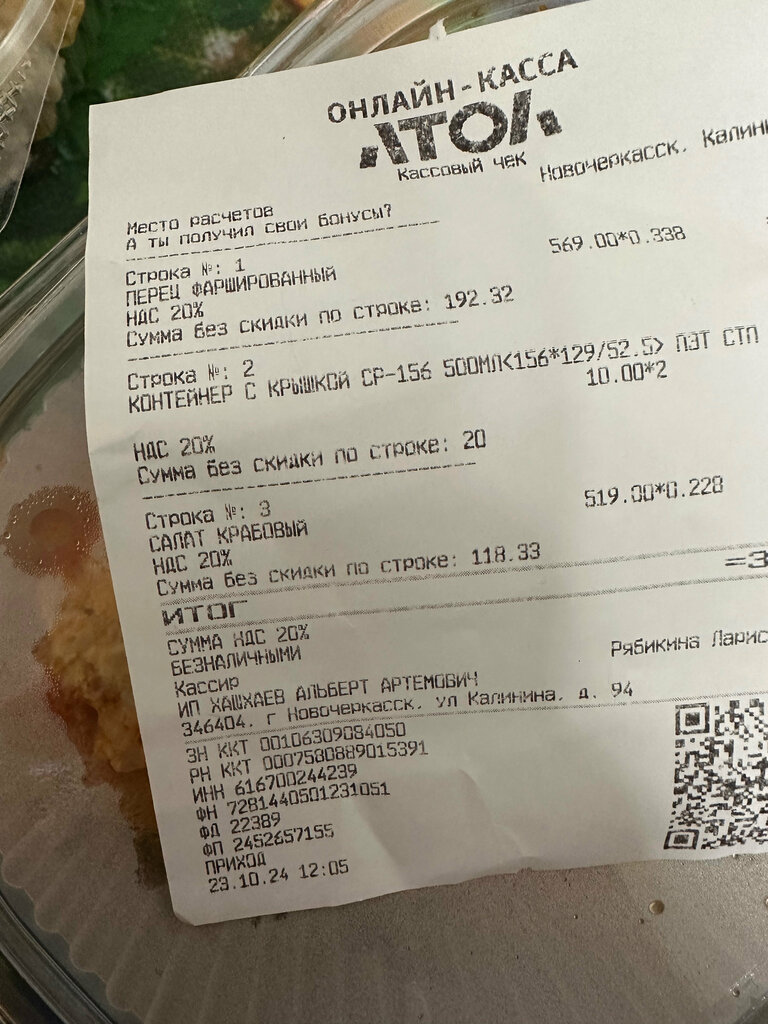 ОНЛАЙН-КАССА
АТОЛ
Кассовый чек
Новочеркасск,
Место расчетов
А ты получил свои бонусы?
Строка №: 1
ПЕРЕЦ ФАРШИРОВАННЫЙ
569.00*0.338
НДС 20%
Сумма без скидки по строке: 192.32
Строка №: 2
КОНТЕЙНЕР С КРЫШКОЙ СР-156 500МЛ<156*129/52.5> ПЭТ СТП
10.00*2
НДС 20%
Сумма без скидки по строке: 20
Строка №: 3
САЛАТ КРАБОВЫЙ
519.00*0.228
НДС 20%
Сумма без скидки по строке: 118.33
ИТОГ =3
СУММА НДС 20%
БЕЗНАЛИЧНЫМИ
Кассир Рябикина
ИП ХАШХАЕВ АЛЬБЕРТ АРТЕМОВИЧ
346404, г Новочеркасск, ул Калинина, д. 94
ЗН ККТ 00106309084050
РН ККТ 0007580889015391
ИНН 616700244239
ФН 7281440501231051
ФД 22389
ФП 2452657155
ПРИХОД
23.10.24 12:05